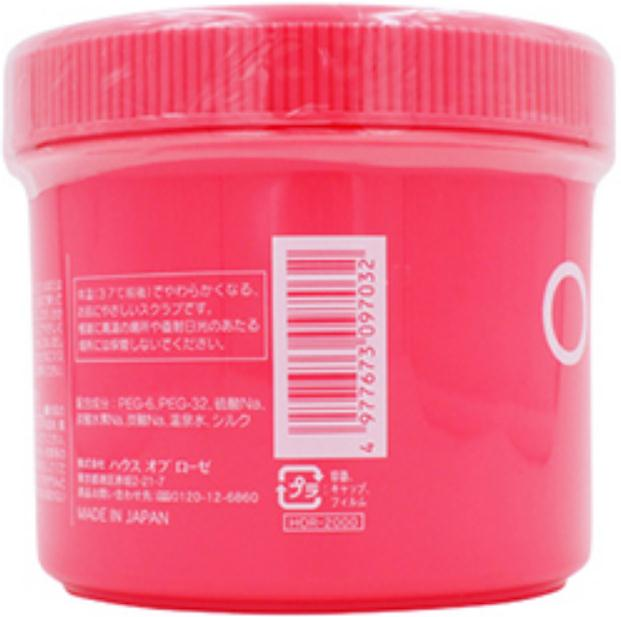 体温(37℃前後)でやわらかくなる、
お肌にやさしいスクラブです。
極端に高温の場所や直射日光のあたる
場所には保管しないでください。
配合成分:PEG-6,PEG-32,硫酸Na、
炭酸水素Na、炭酸Na、温泉水、シルク
株式会社 ハウス オブ ローゼ
東京都港区赤坂2-21-7
商品お問い合わせ先 0120-12-6860
MADE IN JAPAN
4 977673 097032
プラ
容器、
キャップ、
フィルム
HOR-2000
O